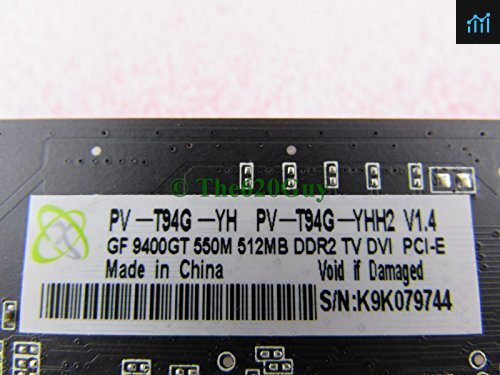 © The620Guy
PV-T94G-YH PV-T94G-YHH2 V1.4
GF 9400GT 550M 512MB DDR2 TV DVI PCI-E
Made in China Void if Damaged
S/N:K9K079744